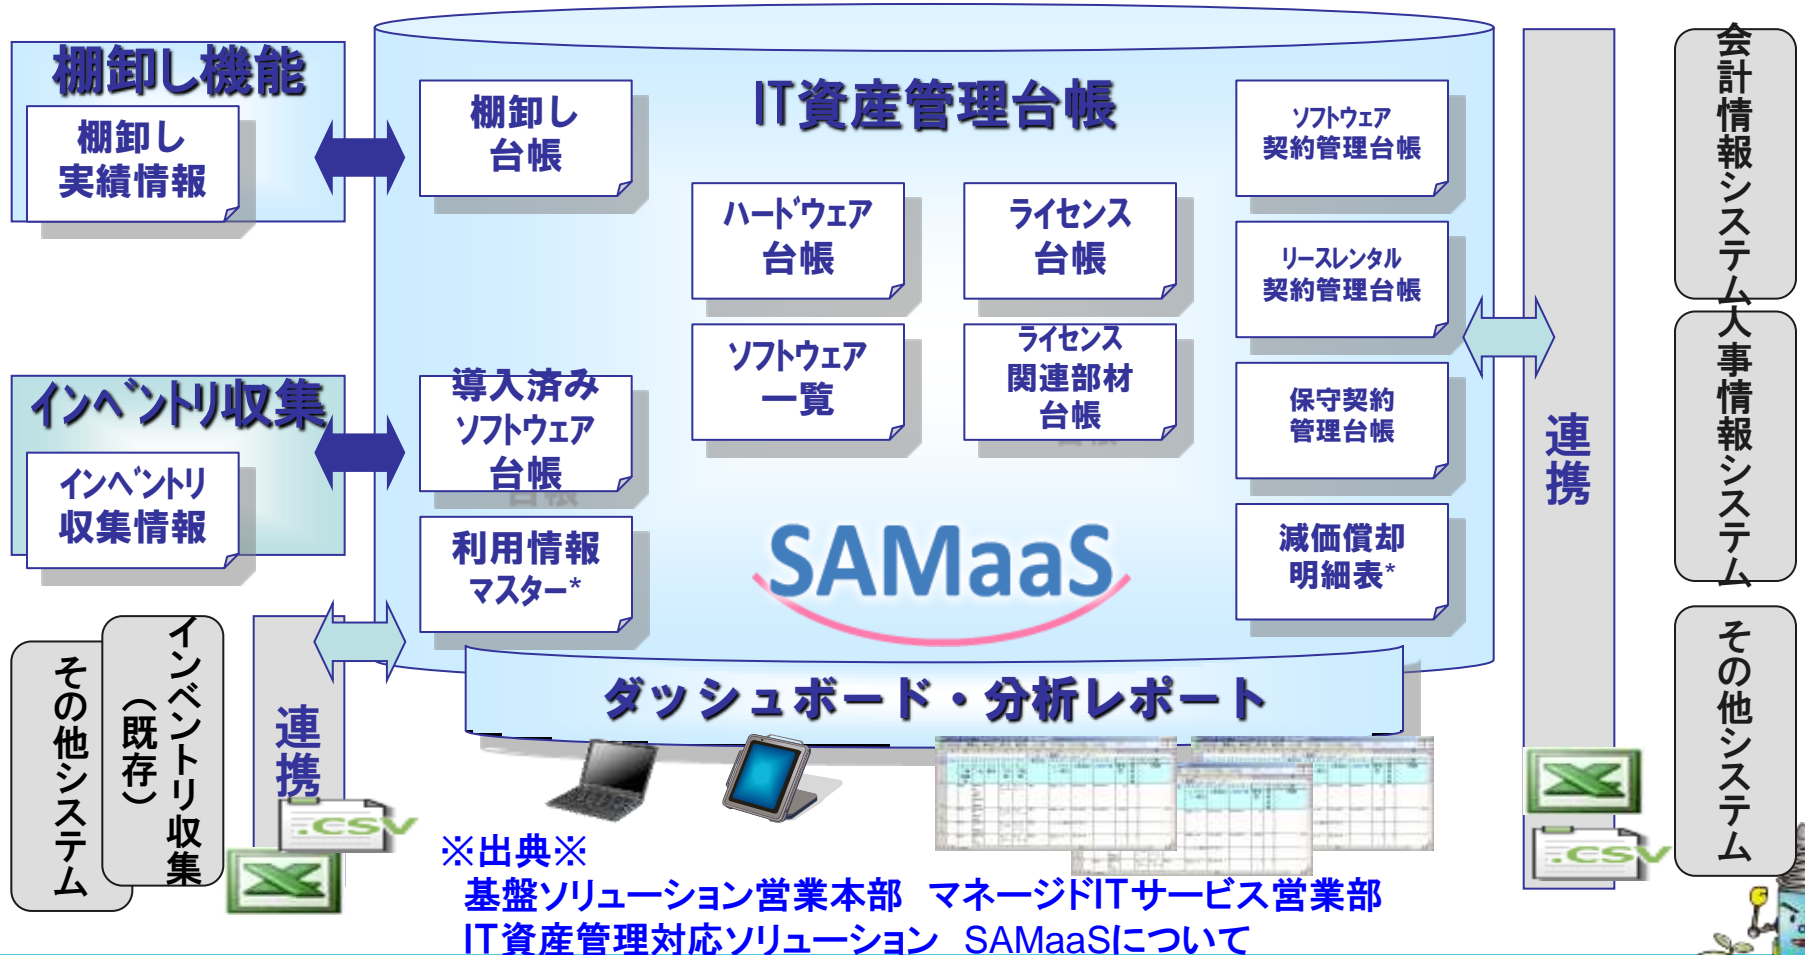 棚卸し機能
棚卸し
実績情報
インベントリ収集
インベントリ
収集情報
その他システム
インベントリ収集
（既存）
連携
.CSV
IT資産管理台帳
棚卸し
台帳
導入済み
ソフトウェア
台帳
利用情報
マスター*
ハードウェア
台帳
ソフトウェア
一覧
ライセンス
台帳
ライセンス
関連部材
台帳
ソフトウェア
契約管理台帳
リースレンタル
契約管理台帳
保守契約
管理台帳
減価償却
明細表*
SAMaaS
ダッシュボード・分析レポート
連携
.CSV
会計情報システム
人事情報システム
その他システム
※出典※
基盤ソリューション営業本部　マネージドITサービス営業部
IT資産管理対応ソリューション　SAMaaSについて